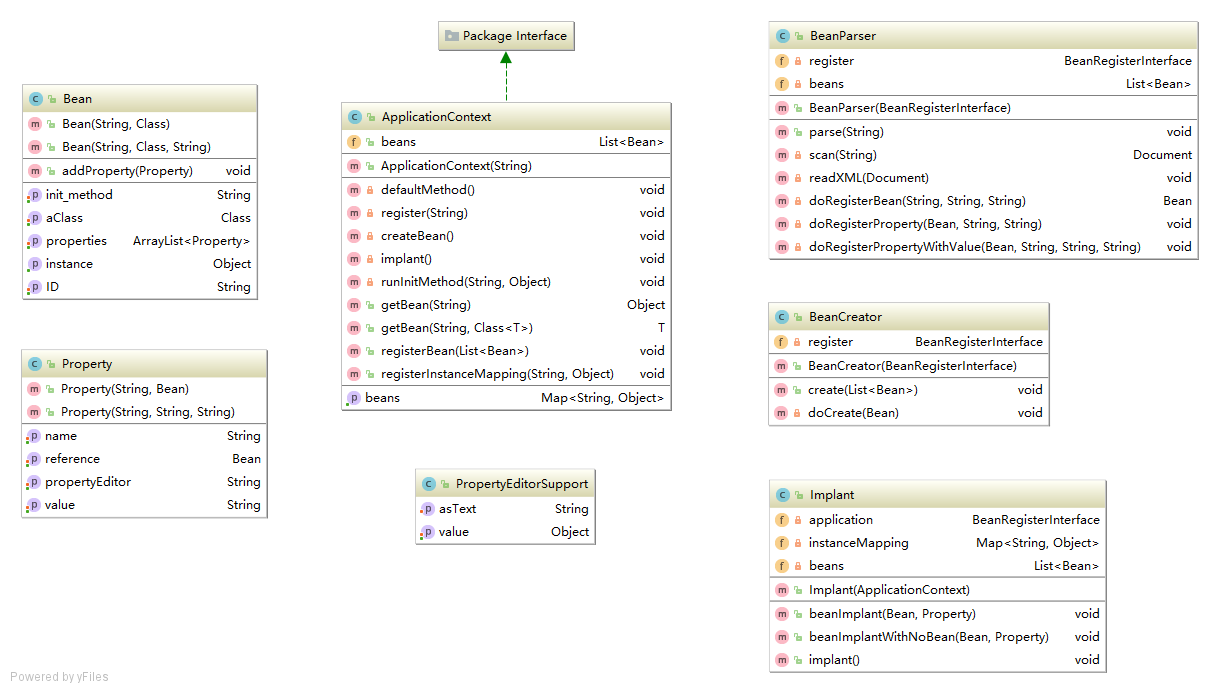 Package Interface
Bean
Bean(String, Class)
Bean(String, Class, String)
addProperty(Property) void
init_method String
aClass Class
properties ArrayList<Property>
instance Object
ID String
Property
Property(String, Bean)
Property(String, String, String)
name String
reference Bean
propertyEditor String
value String
ApplicationContext
beans List<Bean>
ApplicationContext(String)
defaultMethod() void
register(String) void
createBean() void
implant() void
runInitMethod(String, Object) void
getBean(String) Object
getBean(String, Class<T>) T
registerBean(List<Bean>) void
registerInstanceMapping(String, Object) void
beans Map<String, Object>
PropertyEditorSupport
asText String
value Object
BeanParser
register BeanRegisterInterface
beans List<Bean>
BeanParser(BeanRegisterInterface)
parse(String) void
scan(String) Document
readXML(Document) void
doRegisterBean(String, String, String) Bean
doRegisterProperty(Bean, String, String) void
doRegisterPropertyWithValue(Bean, String, String, String) void
BeanCreator
register BeanRegisterInterface
BeanCreator(BeanRegisterInterface)
create(List<Bean>) void
doCreate(Bean) void
Implant
application BeanRegisterInterface
instanceMapping Map<String, Object>
beans List<Bean>
Implant(ApplicationContext)
beanImplant(Bean, Property) void
beanImplantWithNoBean(Bean, Property) void
implant() void
Powered by yFiles